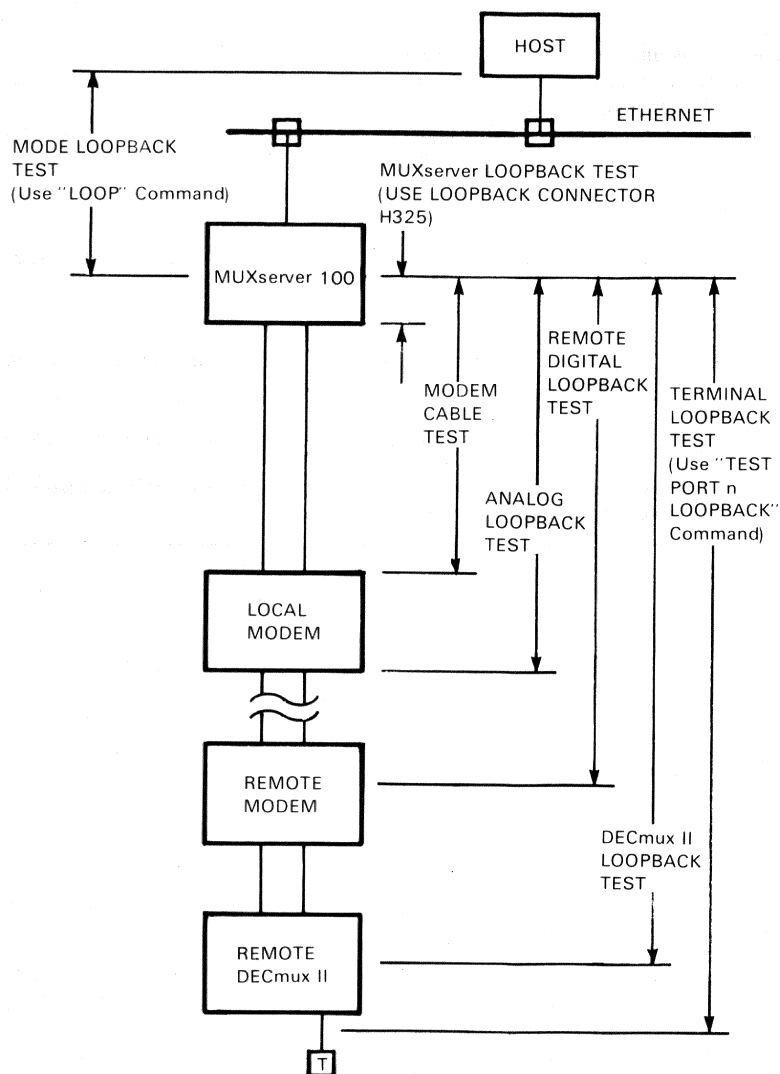 HOST
ETHERNET
MODE LOOPBACK
TEST
(Use "LOOP" Command)
MUXserver LOOPBACK TEST
(USE LOOPBACK CONNECTOR
H325)
MUXserver 100
MODEM
CABLE
TEST
ANALOG
LOOPBACK
TEST
REMOTE
DIGITAL
LOOPBACK
TEST
TERMINAL
LOOPBACK
TEST
(Use "TEST
PORT n
LOOPBACK"
Command)
LOCAL
MODEM
REMOTE
MODEM
DECmux II
LOOPBACK
TEST
REMOTE
DECmux II
T